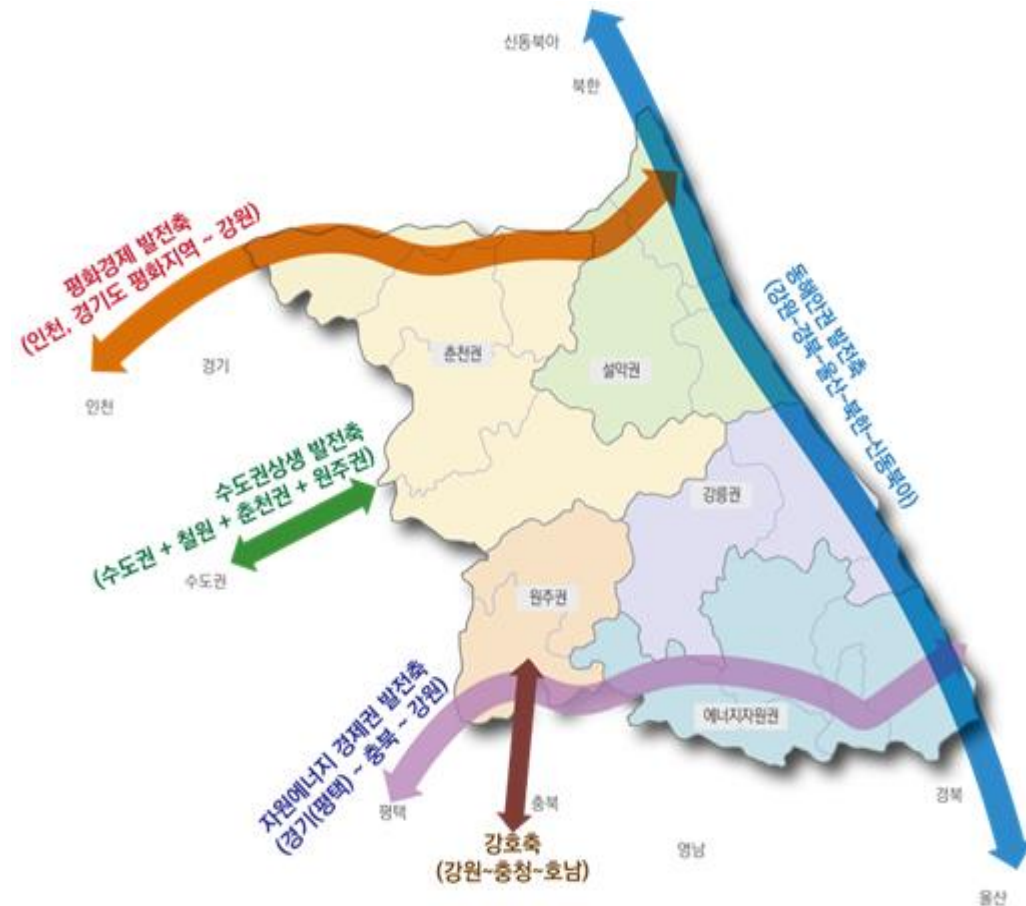 신동북아
북한
평화경제 발전축
(인천, 경기도 평화지역 ~ 강원)
경기
인천
춘천권
설악권
동해안권 발전축
(강원~경북~울산~북한~신동북아)
수도권상생 발전축
(수도권 + 철원 + 춘천권 + 원주권)
수도권
강릉권
원주권
자원에너지 경제권 발전축
(경기(평택) ~ 충북 ~ 강원)
에너지자원권
평택
충북
경북
강호축
(강원~충청~호남)
영남
울산